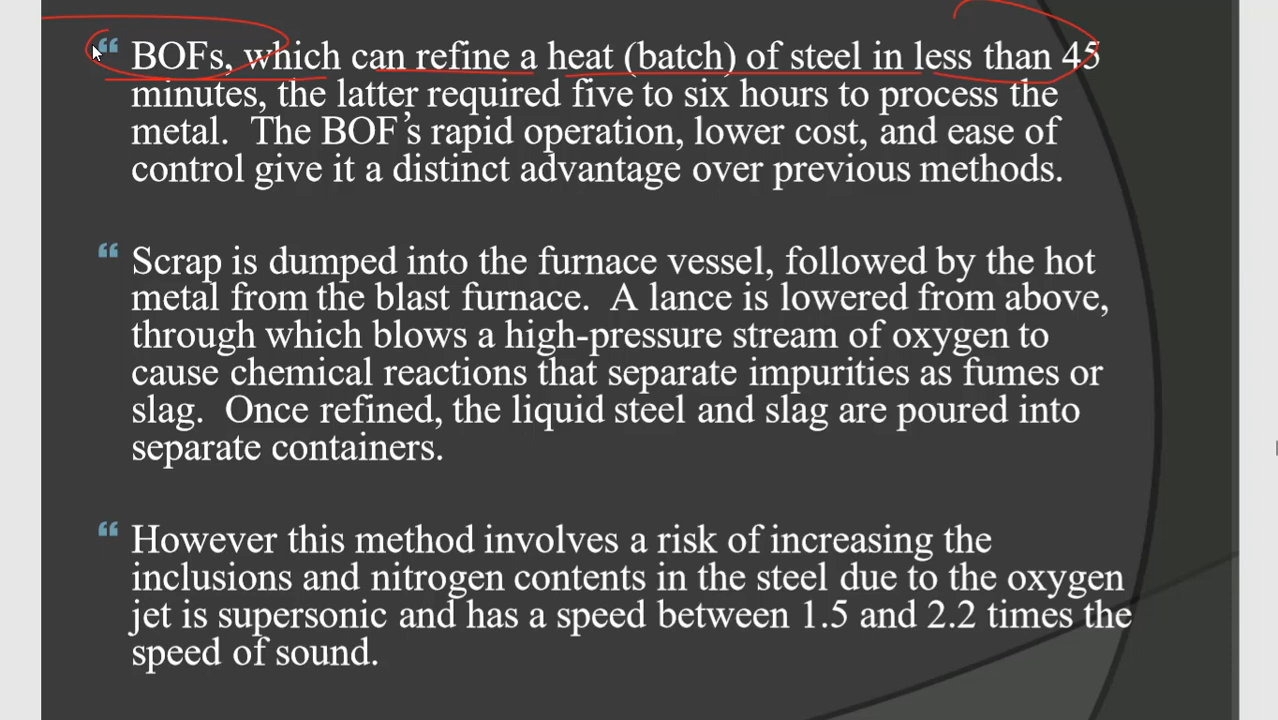 BOFs, which can refine a heat (batch) of steel in less than 45
minutes, the latter required five to six hours to process the
metal.  The BOF’s rapid operation, lower cost, and ease of
control give it a distinct advantage over previous methods.
Scrap is dumped into the furnace vessel, followed by the hot
metal from the blast furnace.  A lance is lowered from above,
through which blows a high-pressure stream of oxygen to
cause chemical reactions that separate impurities as fumes or
slag.  Once refined, the liquid steel and slag are poured into
separate containers.
However this method involves a risk of increasing the
inclusions and nitrogen contents in the steel due to the oxygen
jet is supersonic and has a speed between 1.5 and 2.2 times the
speed of sound.